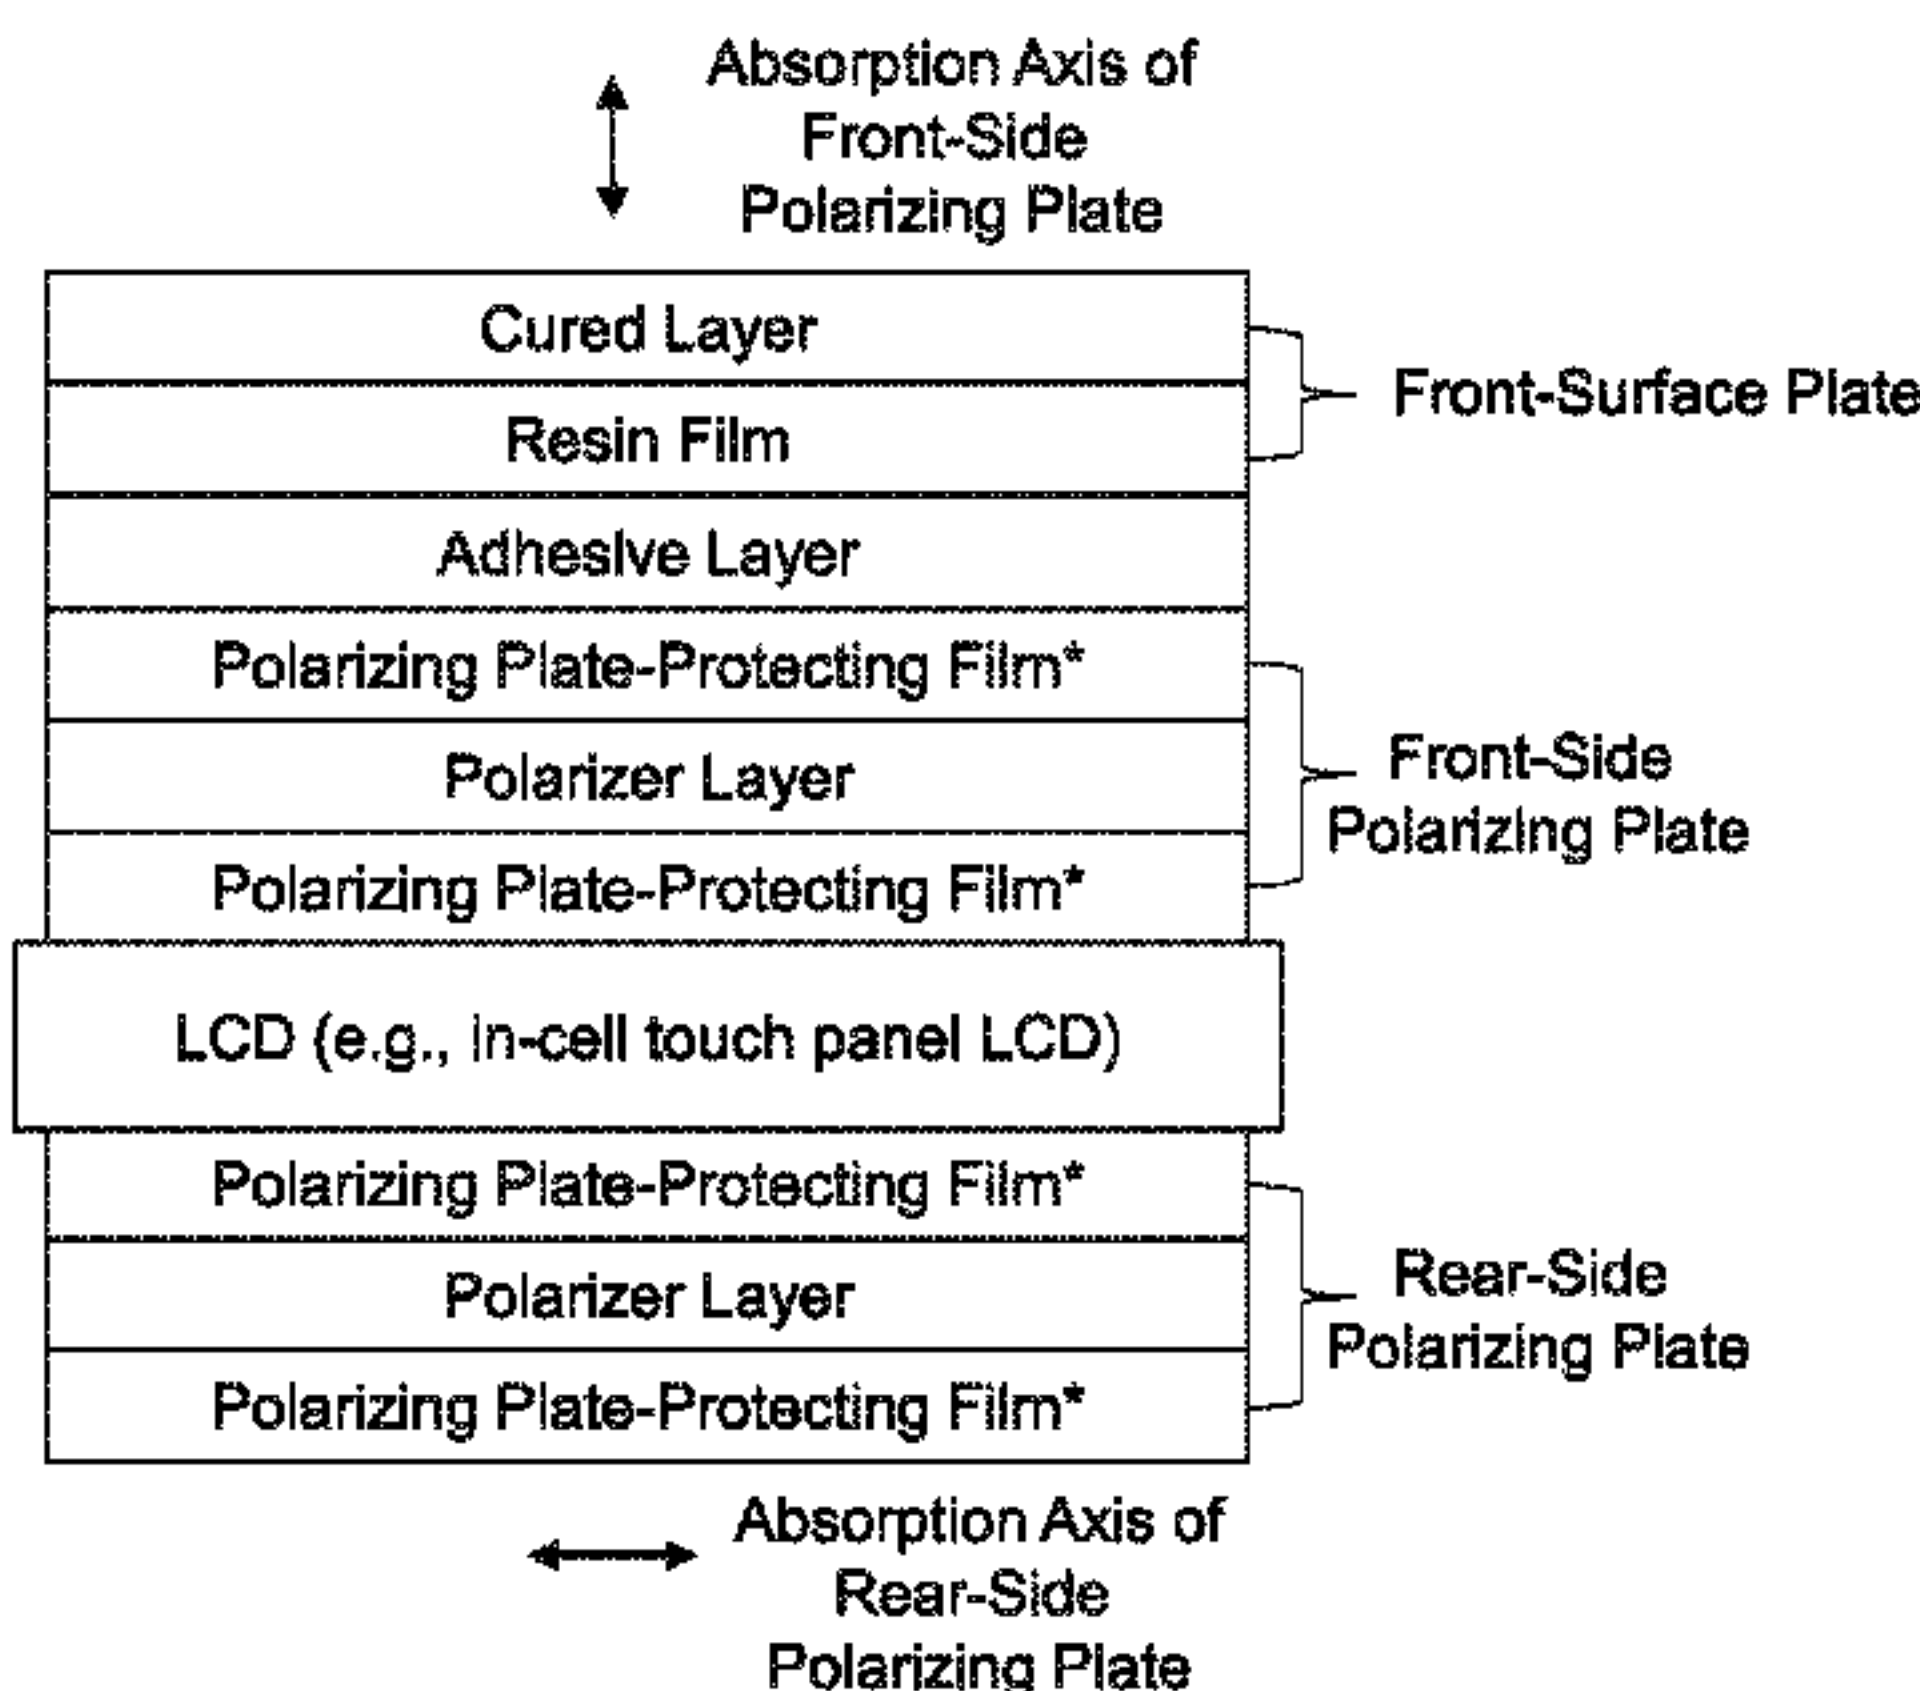 Absorption Axis of
Front-Side
Polarizing Plate
Cured Layer
Resin Film
Front-Surface Plate
Adhesive Layer
Polarizing Plate-Protecting Film*
Polarizer Layer
Front-Side
Polarizing Plate
Polarizing Plate-Protecting Film*
LCD (e.g., in-cell touch panel LCD)
Polarizing Plate-Protecting Film*
Polarizer Layer
Rear-Side
Polarizing Plate
Polarizing Plate-Protecting Film*
Absorption Axis of
Rear-Side
Polarizing Plate